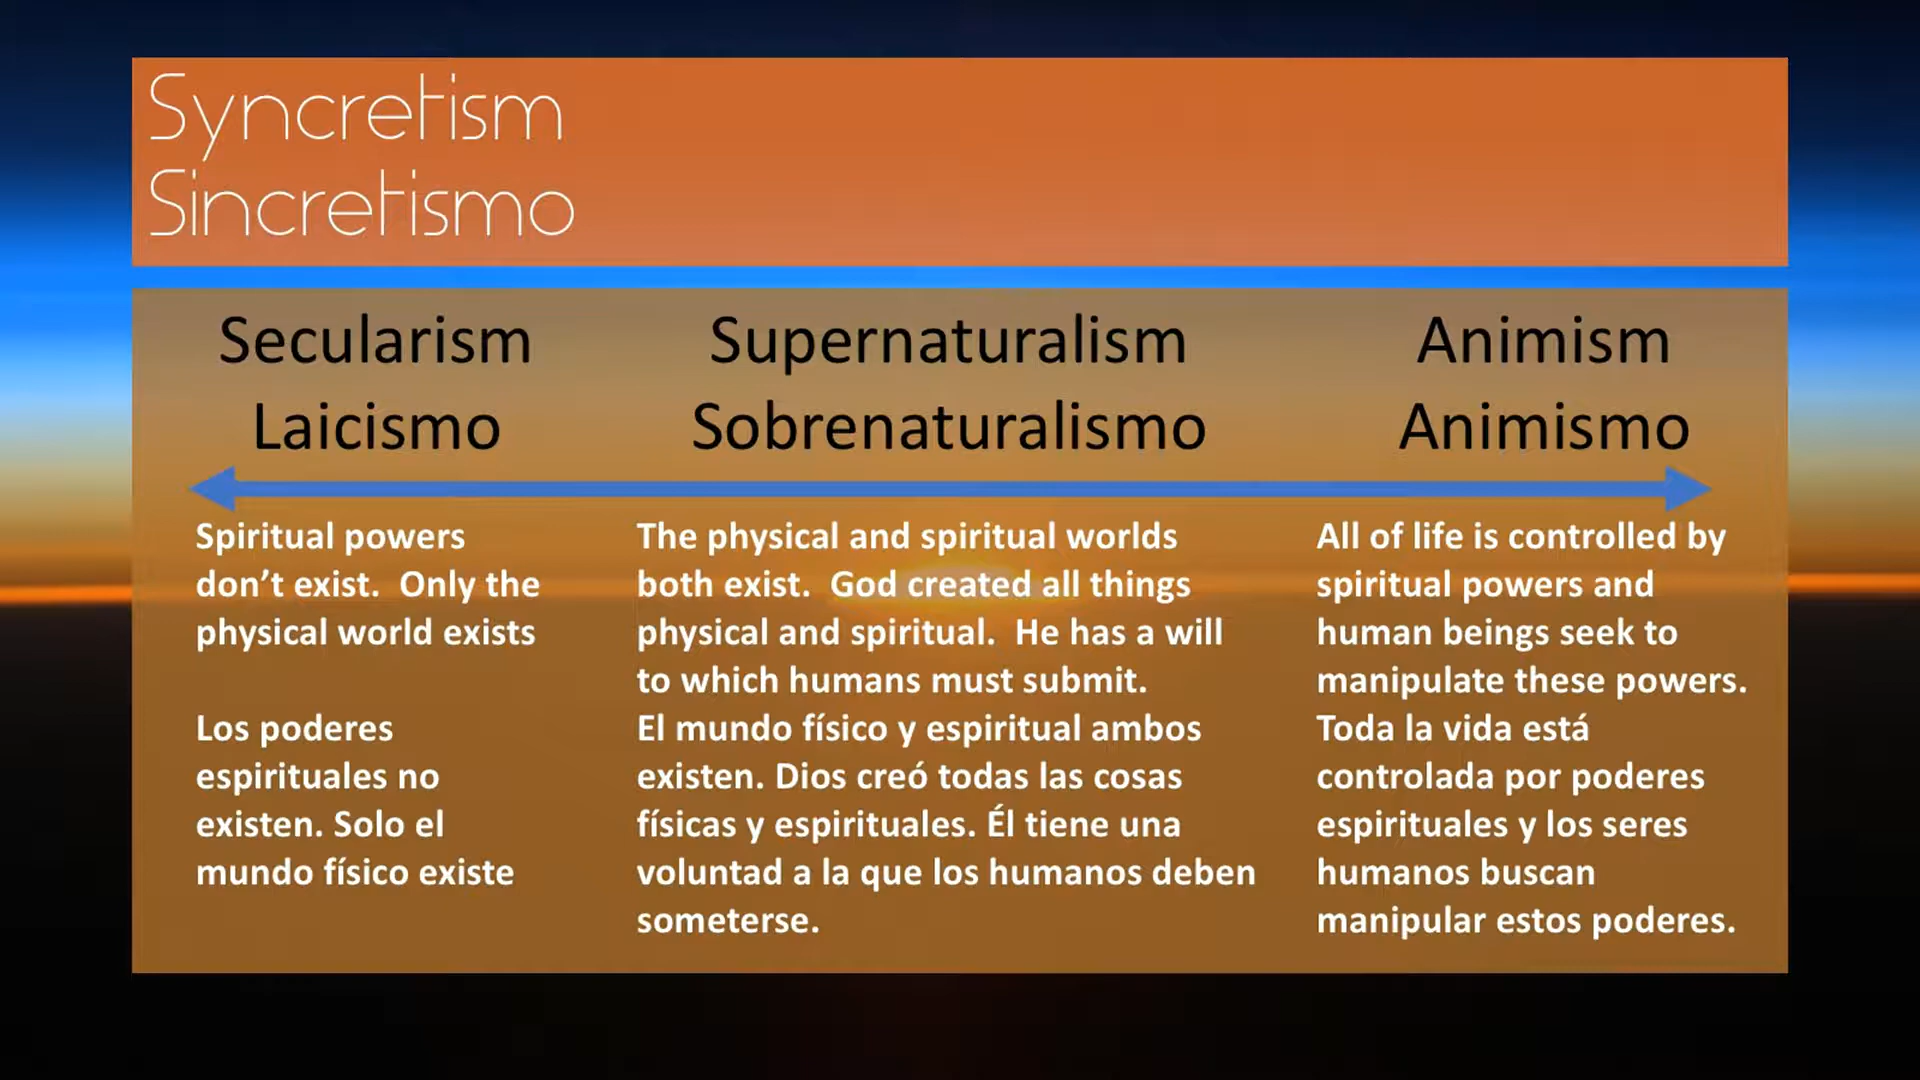 Syncretism
Sincretismo
Secularism
Laicismo
Supernaturalism
Sobrenaturalismo
Animism
Animismo
Spiritual powers
don’t exist.  Only the
physical world exists
Los poderes
espirituales no
existen. Solo el
mundo físico existe
The physical and spiritual worlds
both exist.  God created all things
physical and spiritual.  He has a will
to which humans must submit.
El mundo físico y espiritual ambos
existen. Dios creó todas las cosas
físicas y espirituales. Él tiene una
voluntad a la que los humanos deben
someterse.
All of life is controlled by
spiritual powers and
human beings seek to
manipulate these powers.
Toda la vida está
controlada por poderes
espirituales y los seres
humanos buscan
manipular estos poderes.